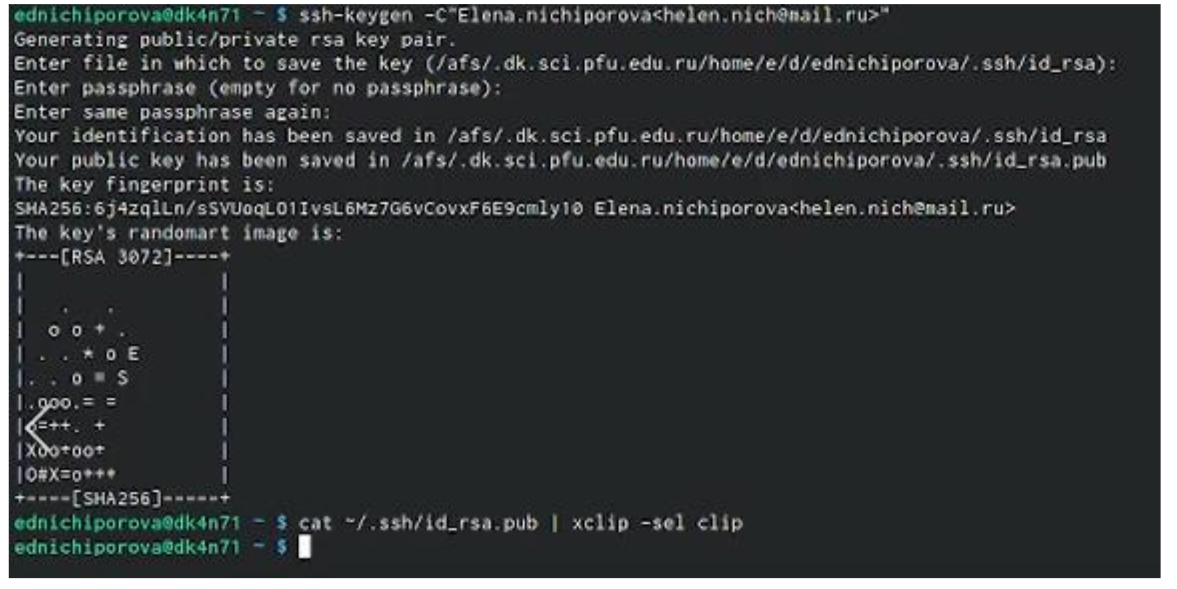 ednichiporova@dk4n71 ~ $ ssh-keygen -C"Elena.nichiporova<helen.nich@mail.ru>"
Generating public/private rsa key pair.
Enter file in which to save the key (/afs/.dk.sci.pfu.edu.ru/home/e/d/ednichiporova/.ssh/id_rsa):
Enter passphrase (empty for no passphrase):
Enter same passphrase again:
Your identification has been saved in /afs/.dk.sci.pfu.edu.ru/home/e/d/ednichiporova/.ssh/id_rsa
Your public key has been saved in /afs/.dk.sci.pfu.edu.ru/home/e/d/ednichiporova/.ssh/id_rsa.pub
The key fingerprint is:
SHA256:6j4zqlLn/sSVUoqLO1IvsL6Mz7G6vCovxF6E9cmly10 Elena.nichiporova<helen.nich@mail.ru>
The key's randomart image is:
+---[RSA 3072]----+
|                 |
|   .   .         |
|  o o + .        |
| . . * o E       |
|. . o = S        |
|.ooo.= =         |
|o=++. +          |
|Xoo+oo+          |
|O#X=o+++         |
+----[SHA256]-----+
ednichiporova@dk4n71 ~ $ cat ~/.ssh/id_rsa.pub | xclip -sel clip
ednichiporova@dk4n71 ~ $